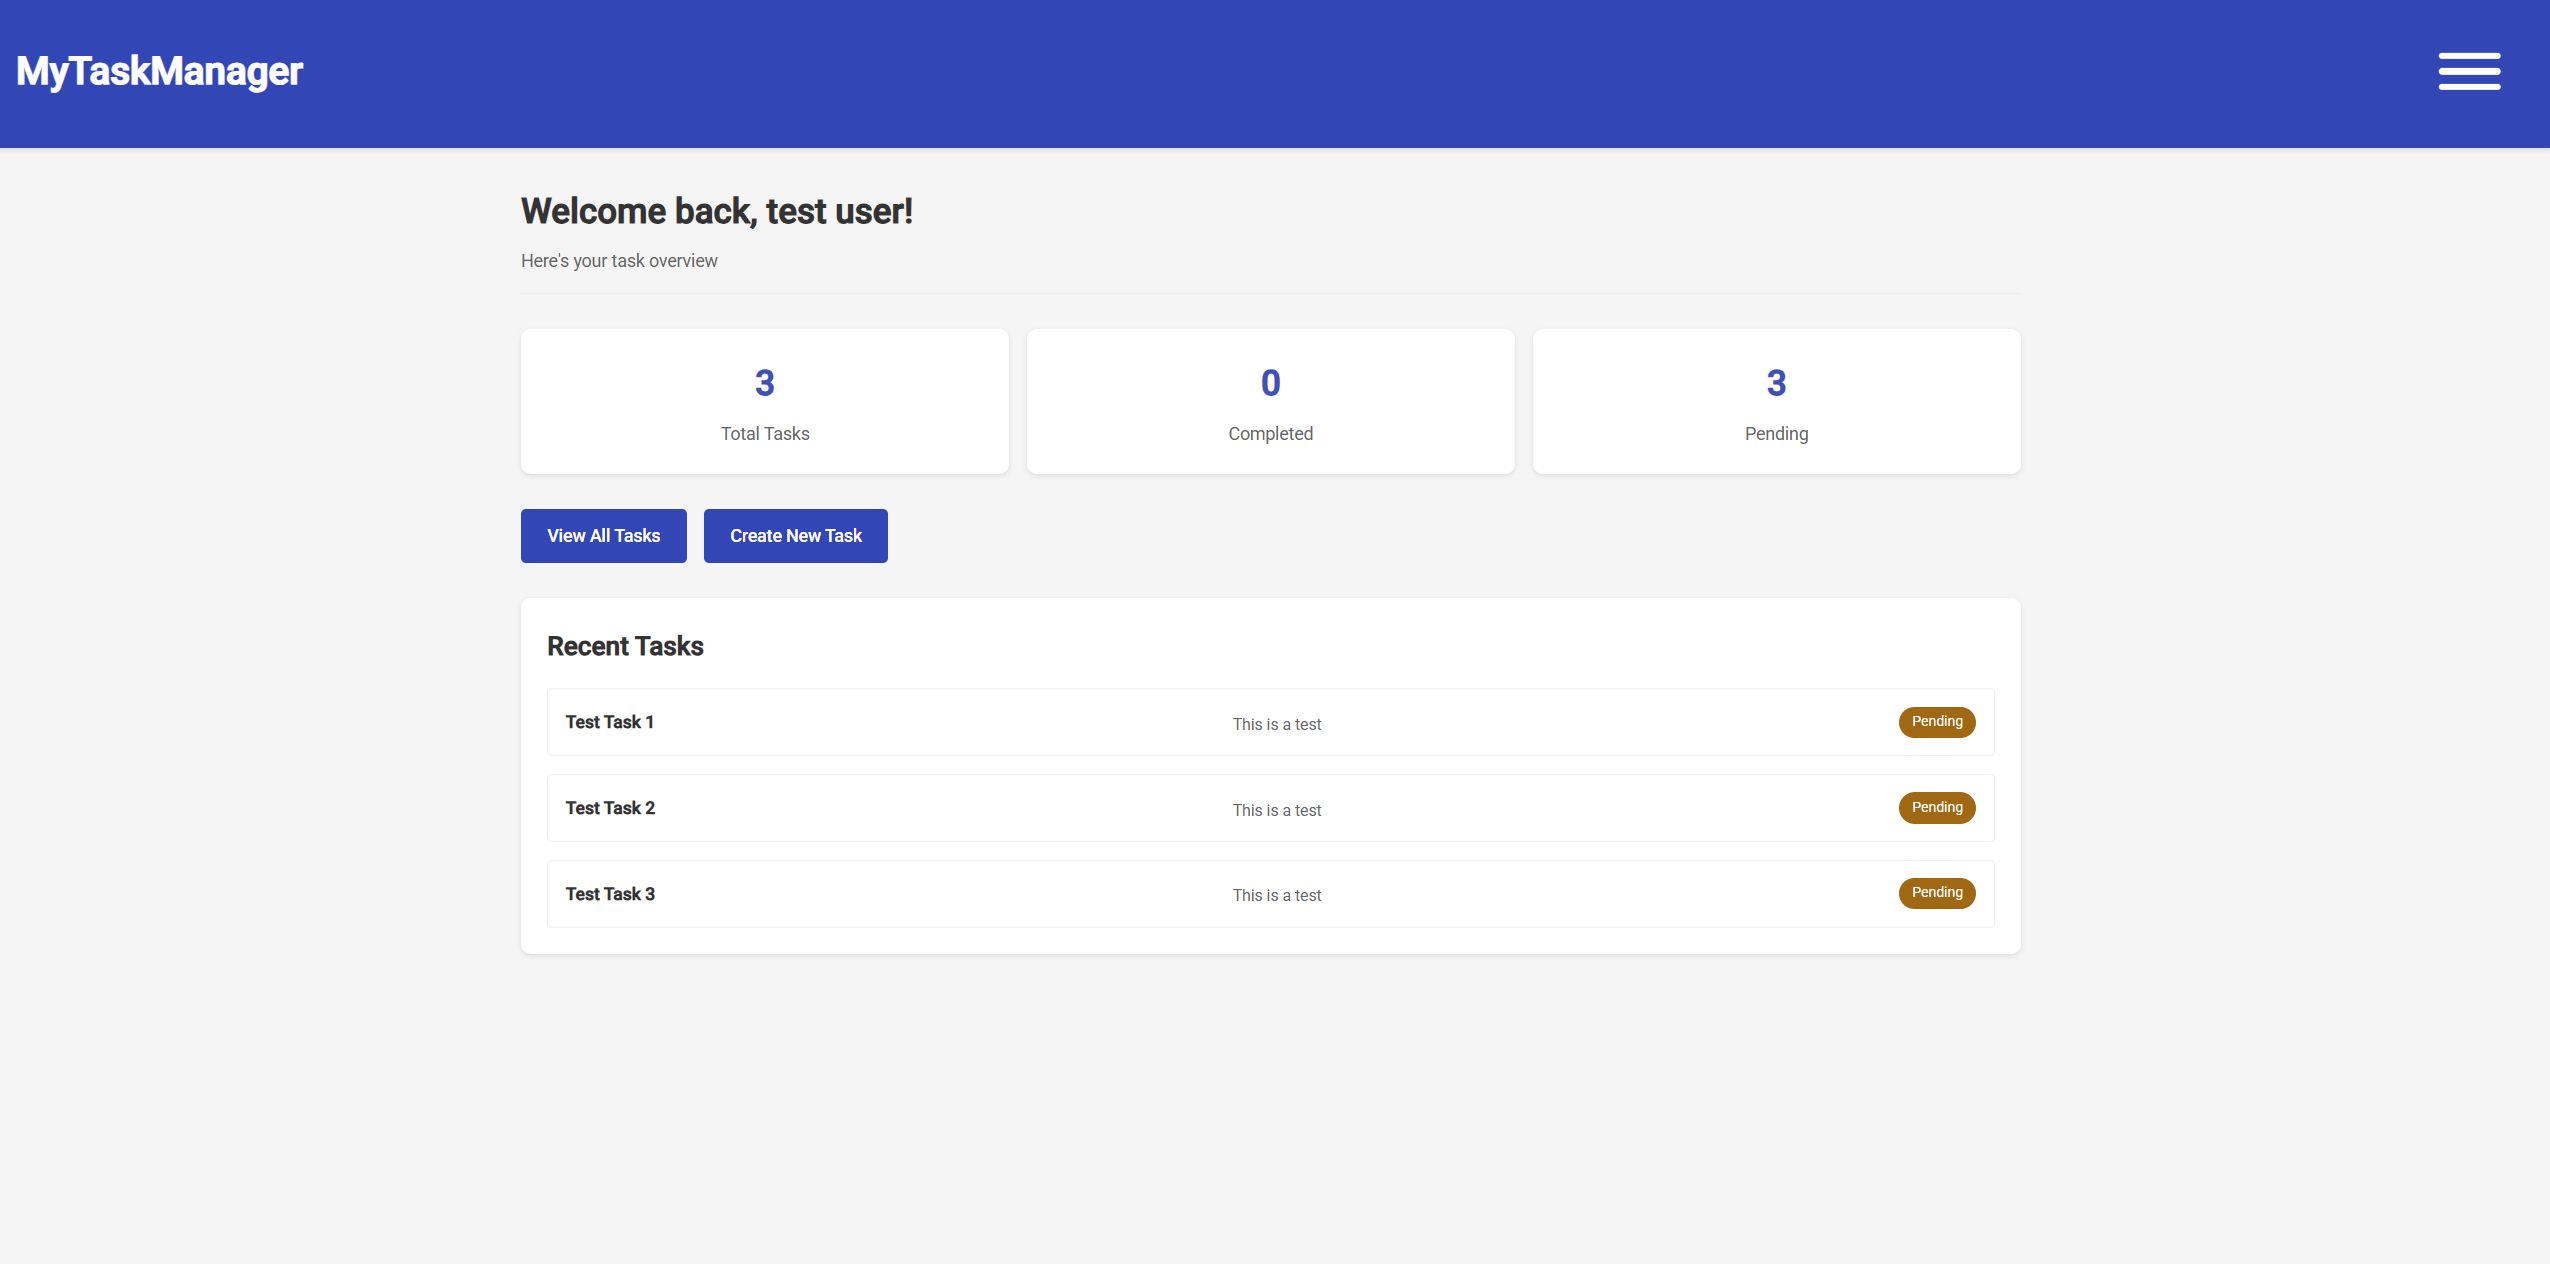 MyTaskManager
Welcome back, test user!
Here's your task overview
3
Total Tasks
0
Completed
3
Pending
View All Tasks
Create New Task
Recent Tasks
Test Task 1
This is a test
Pending
Test Task 2
This is a test
Pending
Test Task 3
This is a test
Pending